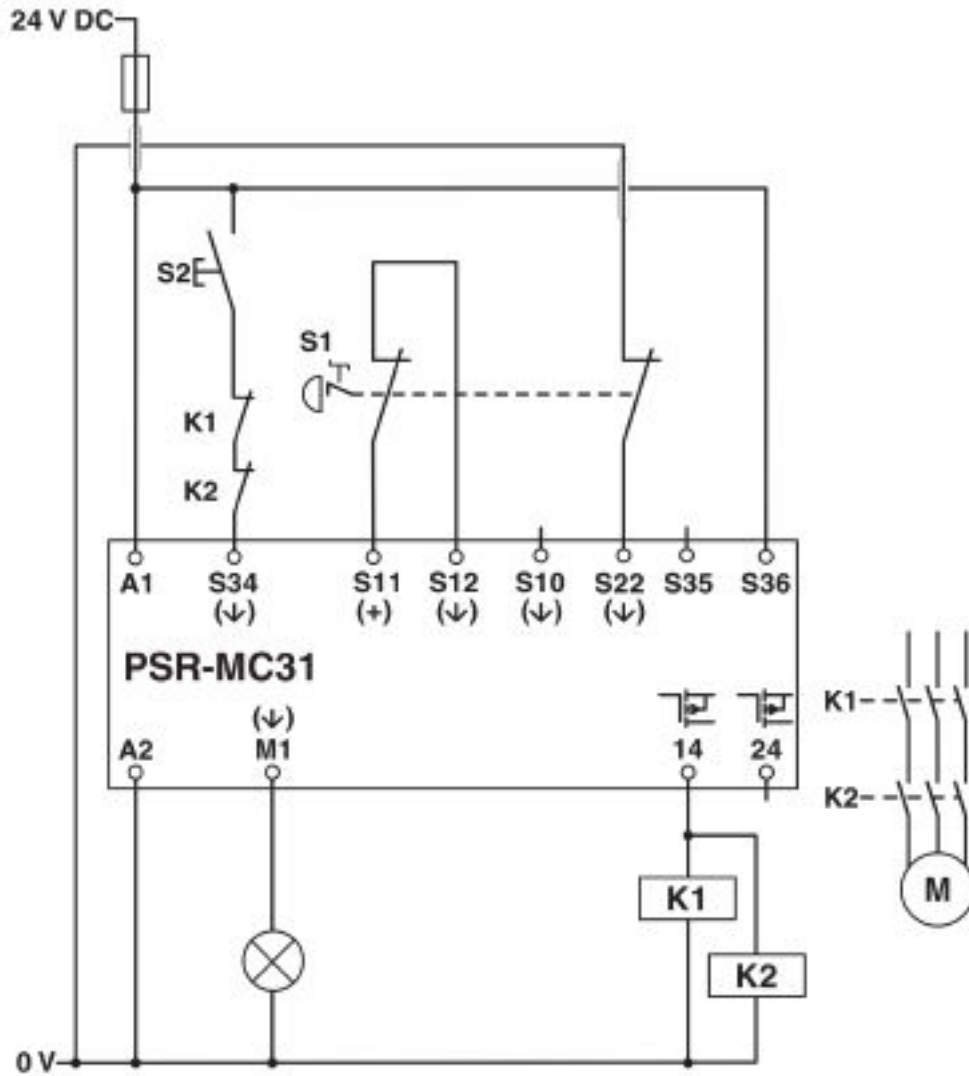 24 V DC
S2
S1
K1
K2
A1 S34 S11 S12 S10 S22 S35 S36
(↓) (+) (↓) (↓) (↓)
PSR-MC31
(↓)
A2 M1 14 24
K1
K2
M
K1
K2
0 V